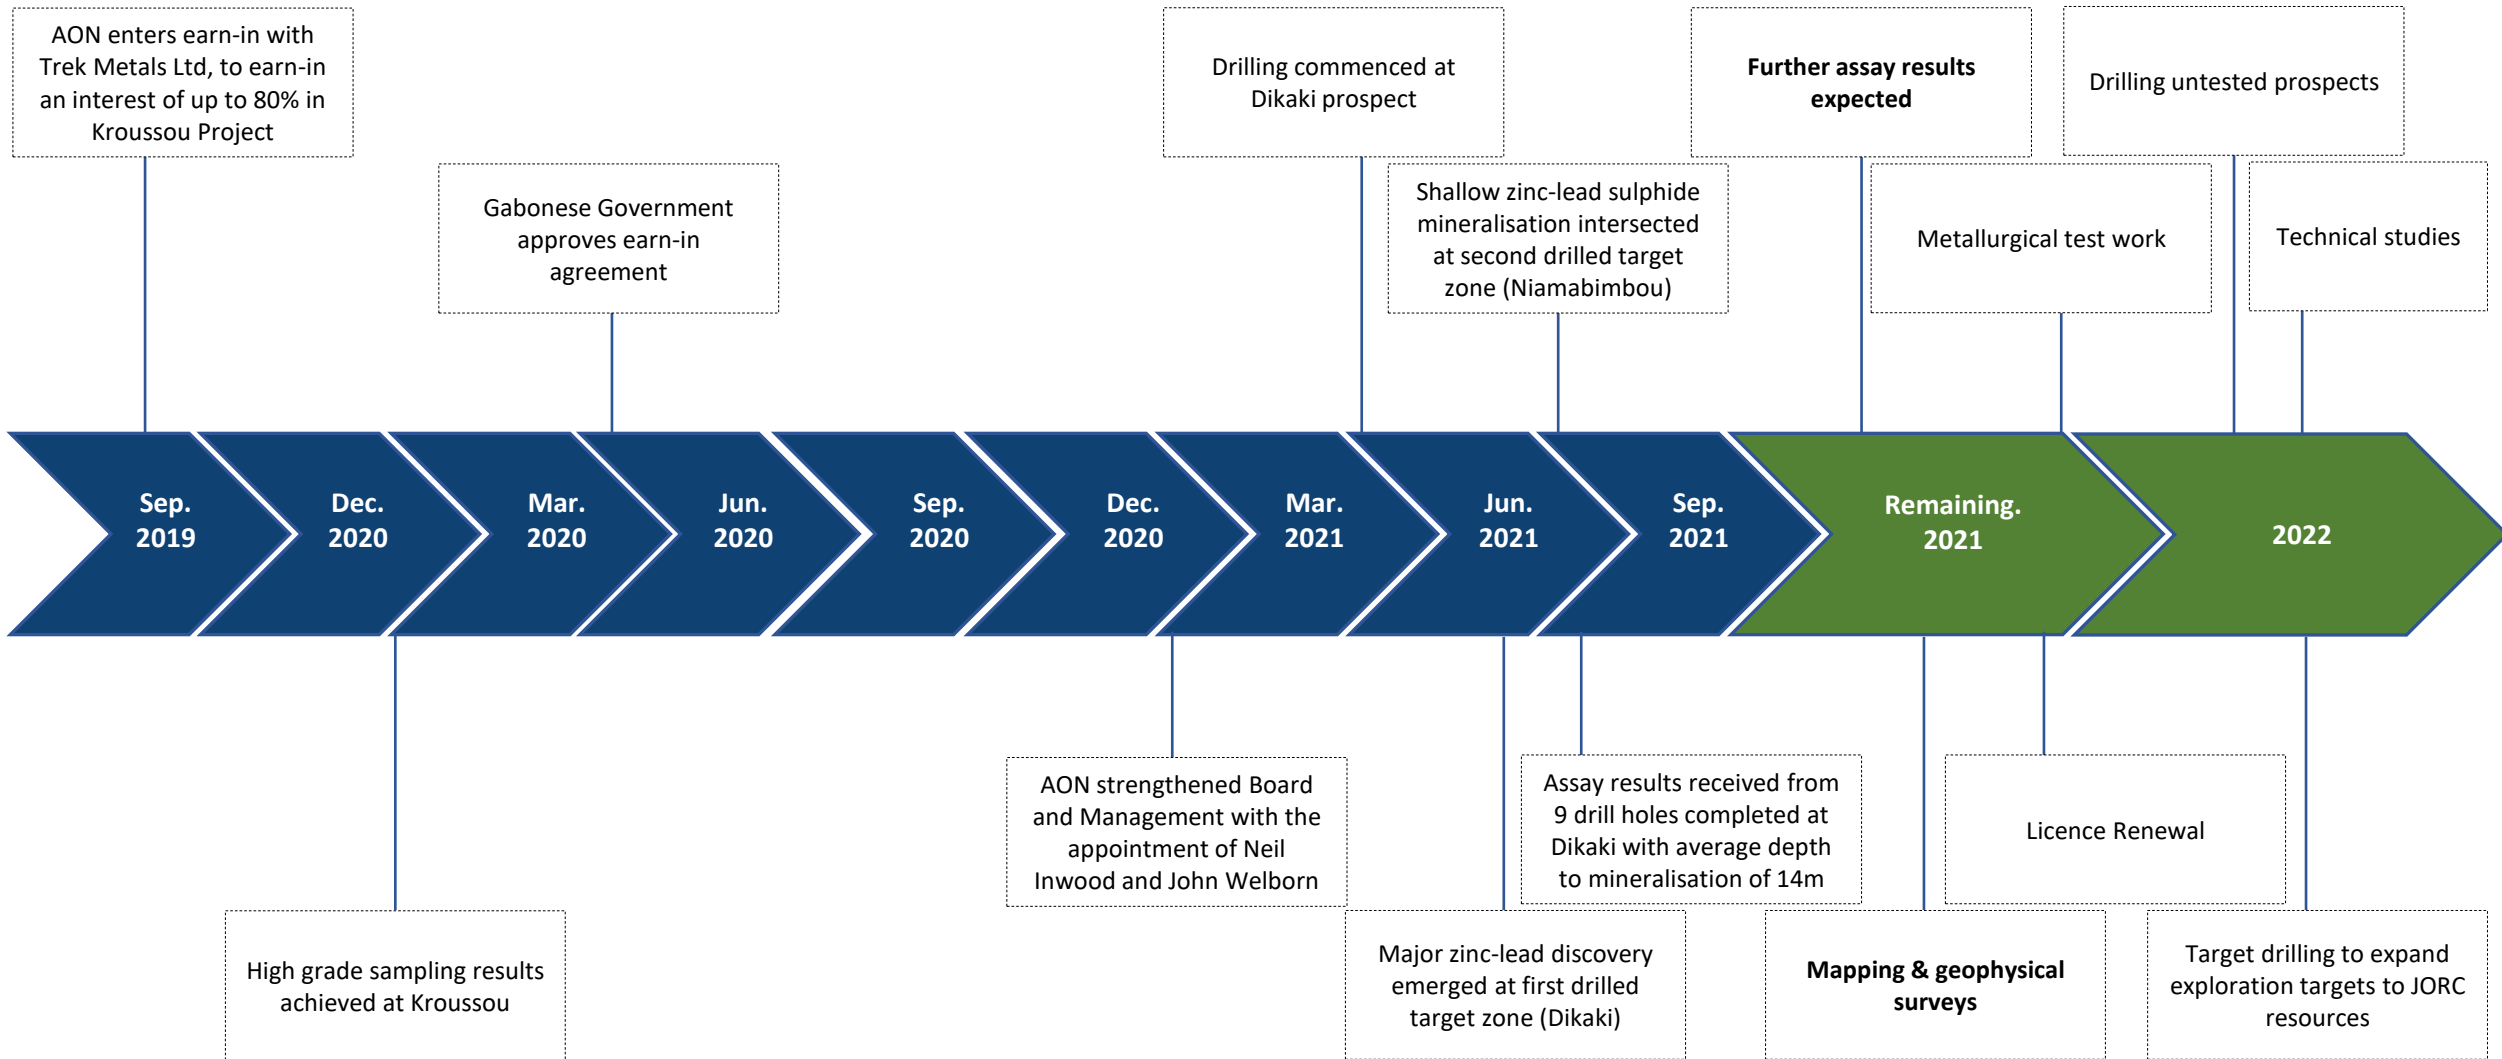 AON enters earn-in with
Trek Metals Ltd, to earn-in
an interest of up to 80% in
Kroussou Project
Gabonese Government
approves earn-in
agreement
Drilling commenced at
Dikaki prospect
Shallow zinc-lead sulphide
mineralisation intersected
at second drilled target
zone (Niamabimbou)
Further assay results
expected
Metallurgical test work
Drilling untested prospects
Technical studies
Sep.
2019
Dec.
2020
Mar.
2020
Jun.
2020
Sep.
2020
Dec.
2020
Mar.
2021
Jun.
2021
Sep.
2021
Remaining.
2021
2022
High grade sampling results
achieved at Kroussou
AON strengthened Board
and Management with the
appointment of Neil
Inwood and John Welborn
Major zinc-lead discovery
emerged at first drilled
target zone (Dikaki)
Assay results received from
9 drill holes completed at
Dikaki with average depth
to mineralisation of 14m
Mapping & geophysical
surveys
Licence Renewal
Target drilling to expand
exploration targets to JORC
resources